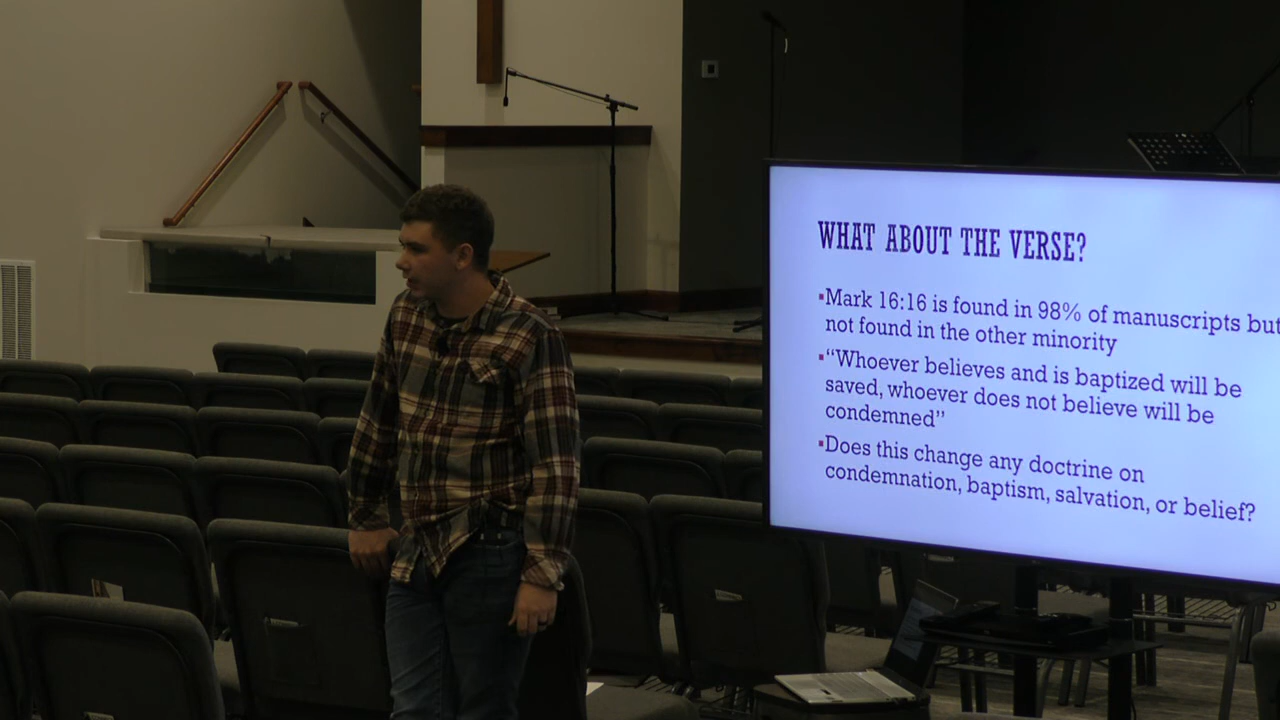 WHAT ABOUT THE VERSE?
▪Mark 16:16 is found in 98% of manuscripts but
not found in the other minority
▪“Whoever believes and is baptized will be
saved, whoever does not believe will be
condemned”
▪Does this change any doctrine on
condemnation, baptism, salvation, or belief?